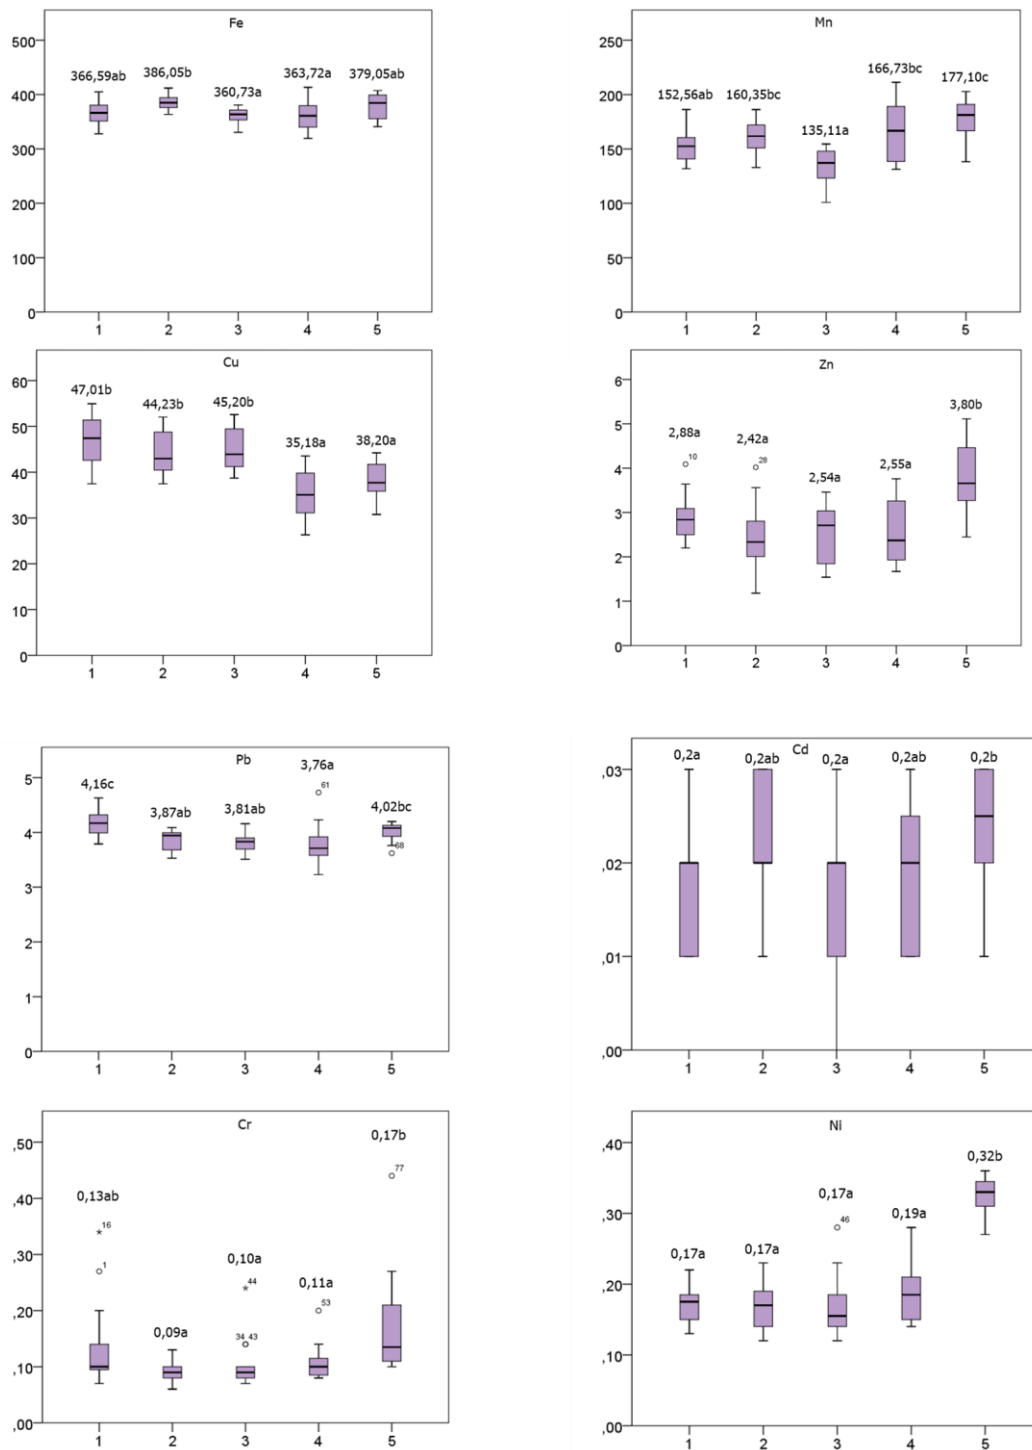 Fe
500
400
300
200
100
0
366,59ab
386,05b
360,73a
363,72a
379,05ab
1 2 3 4 5
Mn
250
200
150
100
50
0
152,56ab
160,35bc
135,11a
166,73bc
177,10c
1 2 3 4 5
Cu
60
50
40
30
20
10
0
47,01b
44,23b
45,20b
35,18a
38,20a
1 2 3 4 5
Zn
6
5
4
3
2
1
0
2,88a
10
2,42a
28
2,54a
2,55a
3,80b
1 2 3 4 5
Pb
5
4
3
2
1
0
4,16c
3,87ab
3,81ab
3,76a
61
4,02bc
68
1 2 3 4 5
Cd
,03
,02
,01
,00
0,2a
0,2ab
0,2a
0,2ab
0,2b
1 2 3 4 5
Cr
,50
,40
,30
,20
,10
,00
0,13ab
16
1
0,09a
0,10a
44
34 43
0,11a
53
0,17b
77
1 2 3 4 5
Ni
,40
,30
,20
,10
,00
0,17a
0,17a
0,17a
46
0,19a
0,32b
1 2 3 4 5